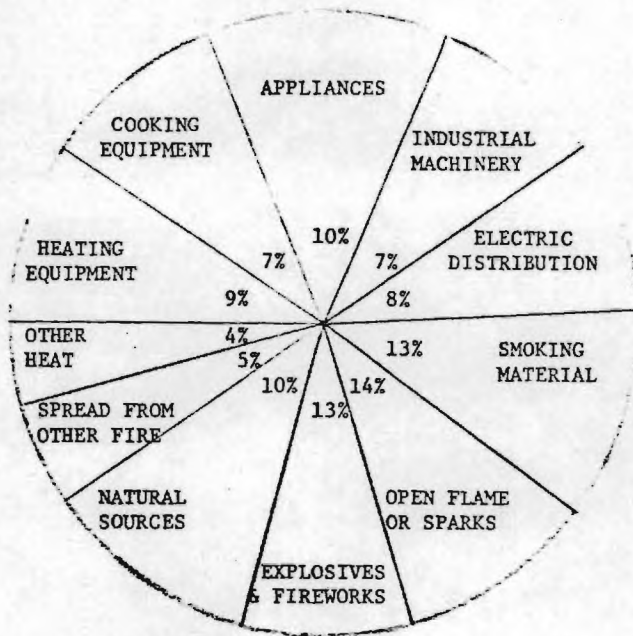 APPLIANCES
10%
INDUSTRIAL
MACHINERY
7%
ELECTRIC
DISTRIBUTION
8%
SMOKING
MATERIAL
13%
OPEN FLAME
OR SPARKS
14%
EXPLOSIVES
& FIREWORKS
13%
NATURAL
SOURCES
10%
SPREAD FROM
OTHER FIRE
5%
OTHER
HEAT
4%
HEATING
EQUIPMENT
9%
COOKING
EQUIPMENT
7%